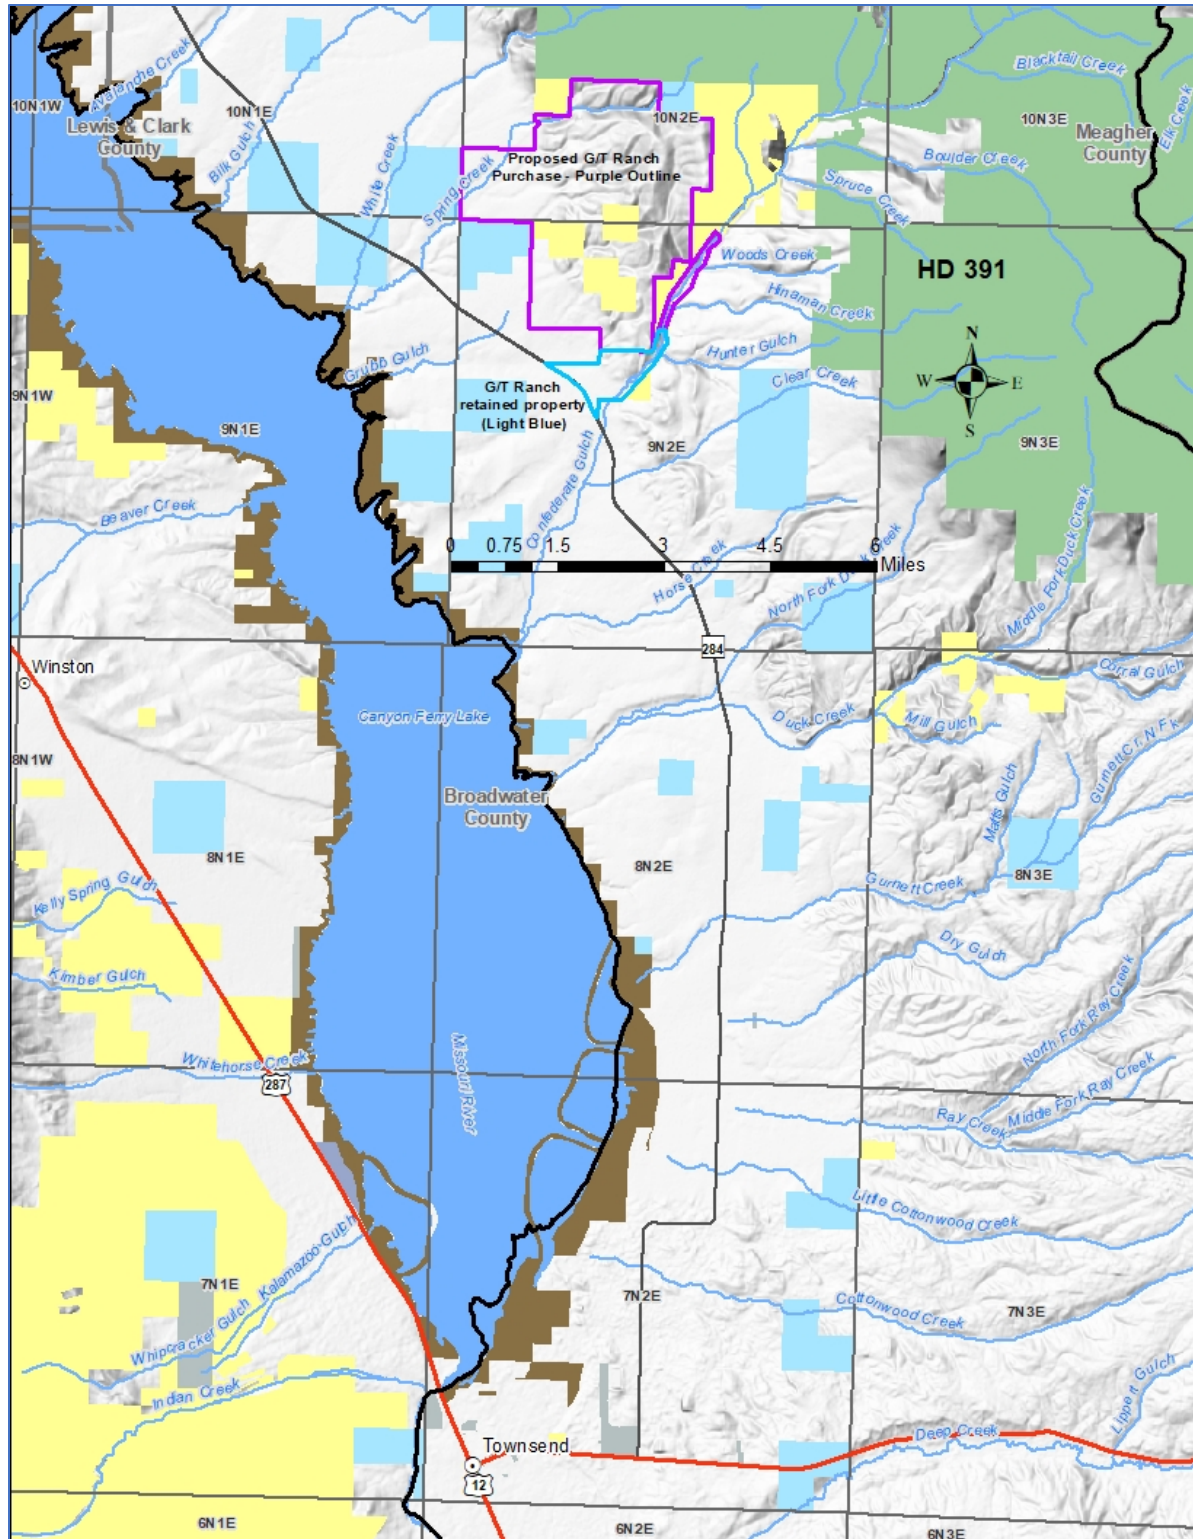 Avalanche Creek
Blacktail Creek
10N1W
10N1E
10N2E
10N3E
Lewis & Clark
County
Meagher
County
Elk Creek
Bilk Gulch
White Creek
Spring Creek
Proposed G/T Ranch
Purchase - Purple Outline
Boulder Creek
Spruce Creek
Woods Creek
HD 391
Hinaman Creek
N
W E
S
Hunter Gulch
Clear Creek
Grubb Gulch
G/T Ranch
retained property
(Light Blue)
9N1W
9N1E
9N2E
9N3E
Confederate Gulch
Beaver Creek
0 0.75 1.5 3 4.5 6
Miles
Horse Creek
North Fork Duck Creek
Middle Fork Duck Creek
284
Winston
Corral Gulch
Canyon Ferry Lake
Duck Creek
Mill Gulch
8N1W
Gurnett Cr. N Fk
Matts Gulch
Broadwater
County
8N1E
8N2E
8N3E
Gurnett Creek
Kelly Spring Gulch
Dry Gulch
Kimber Gulch
North Fork Ray Creek
Missouri River
Whitehorse Creek
287
Middle Fork Ray Creek
Ray Creek
Little Cottonwood Creek
Kalamazoo Gulch
7N1E
7N2E
7N3E
Whipcracker Gulch
Cottonwood Creek
Indian Creek
Lippert Gulch
Deep Creek
Townsend
12
6N1E
6N2E
6N3E